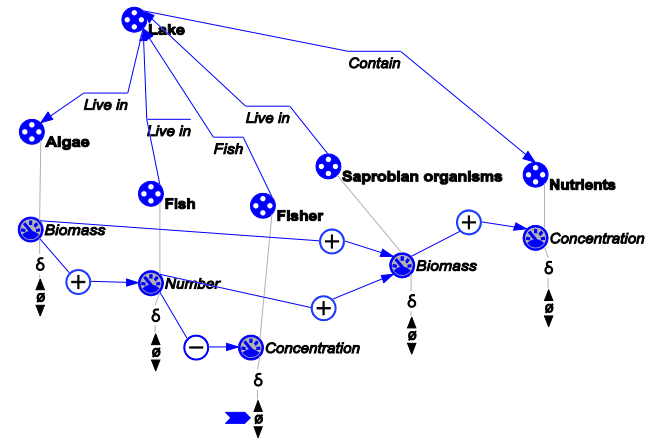 Lake
Contain
Live in
Live in
Live in
Fish
Algae
Saprobian organisms
Nutrients
Fish
Fisher
Biomass
+
+
Concentration
δ
+
Number
Biomass
δ
ø
+
δ
ø
δ
ø
−
Concentration
ø
δ
ø